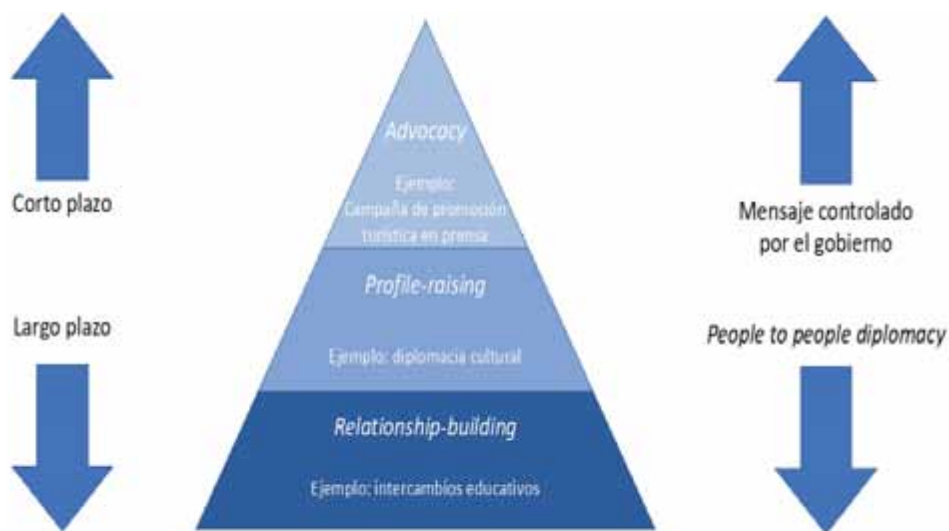 Advocacy
Ejemplo:
Campaña de promoción
turística en prensa
Corto plazo
Mensaje controlado
por el gobierno
Profile-raising
Largo plazo
People to people diplomacy
Ejemplo: diplomacia cultural
Relationship-building
Ejemplo: intercambios educativos